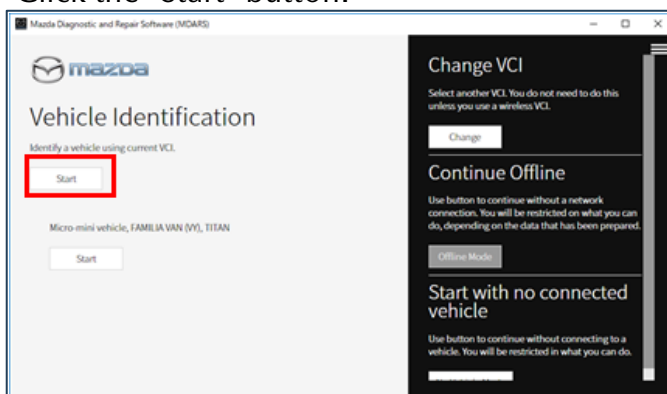 Click the "Start" button.
Mazda Diagnostic and Repair Software (MDARS)
mazda
Vehicle Identification
Identify a vehicle using current VCI.
Start
Micro-mini vehicle, FAMILIA VAN (VY), TITAN
Start
Change VCI
Select another VCI. You do not need to do this
unless you use a wireless VCI.
Change
Continue Offline
Use button to continue without a network
connection. You will be restricted on what you can
do, depending on the data that has been prepared.
Offline Mode
Start with no connected
vehicle
Use button to continue without connecting to a
vehicle. You will be restricted in what you can do.